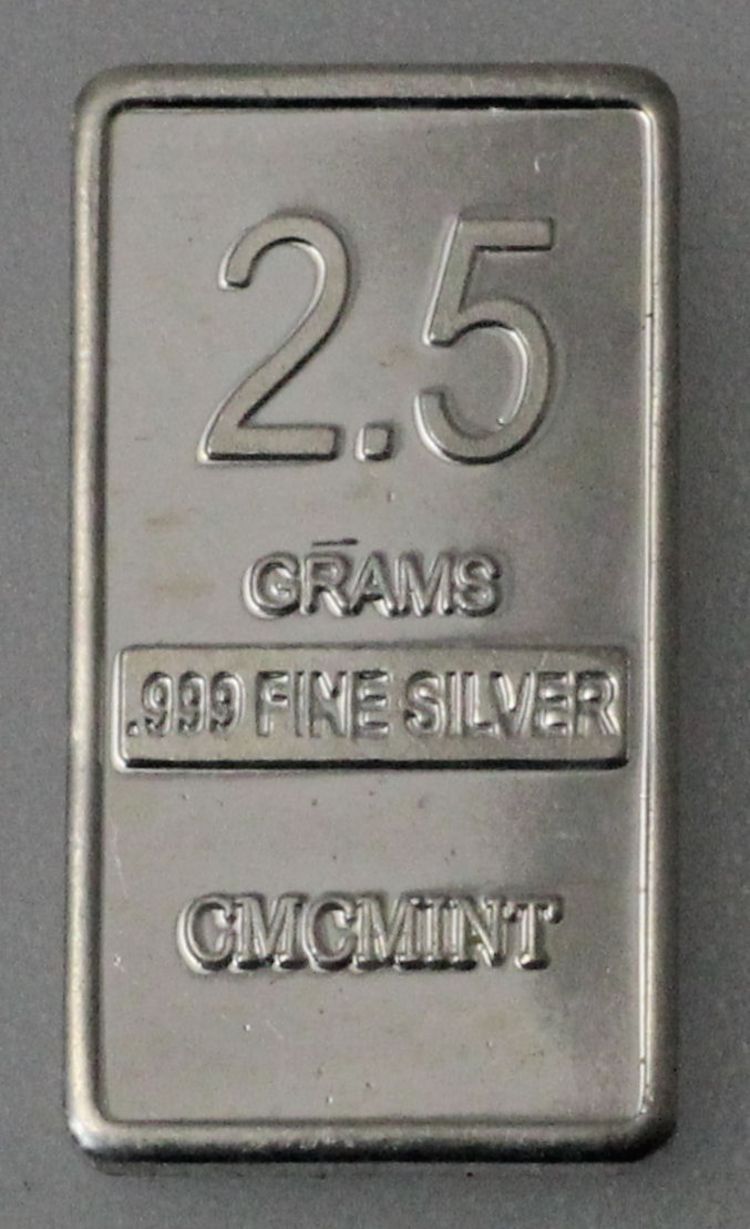 2.5
GRAMS
.999 FINE SILVER
CMCMINT